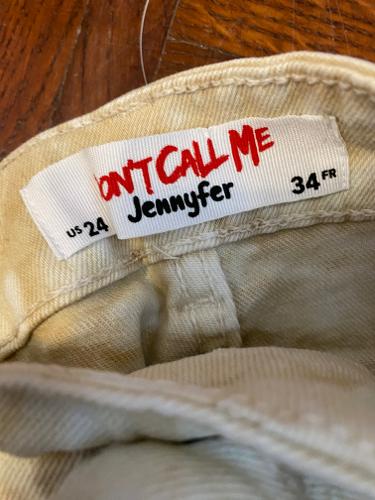 ON'T CALL ME
Jennyfer
US 24
34 FR